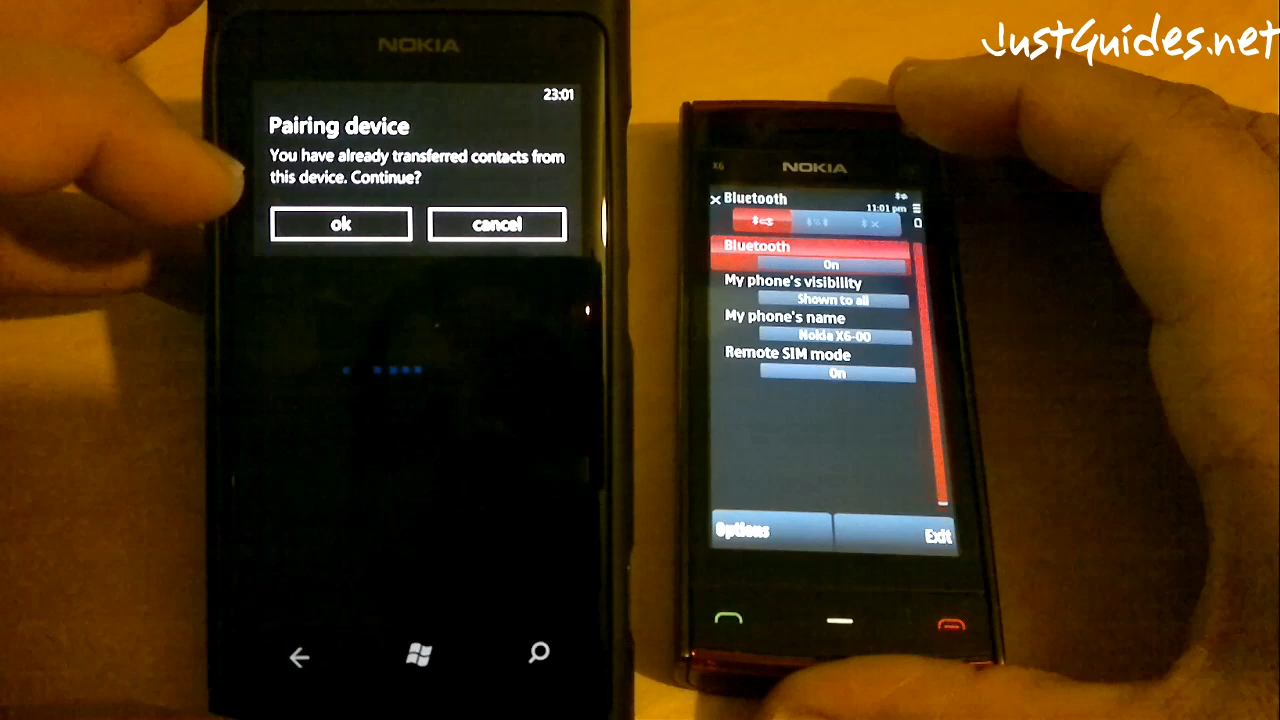 JustGuides.net
NOKIA
23:01
Pairing device
You have already transferred contacts from
this device. Continue?
ok
cancel
X6
NOKIA
Bluetooth
11:01 pm
Bluetooth
On
My phone's visibility
Shown to all
My phone's name
Nokia X6-00
Remote SIM mode
On
Options
Exit